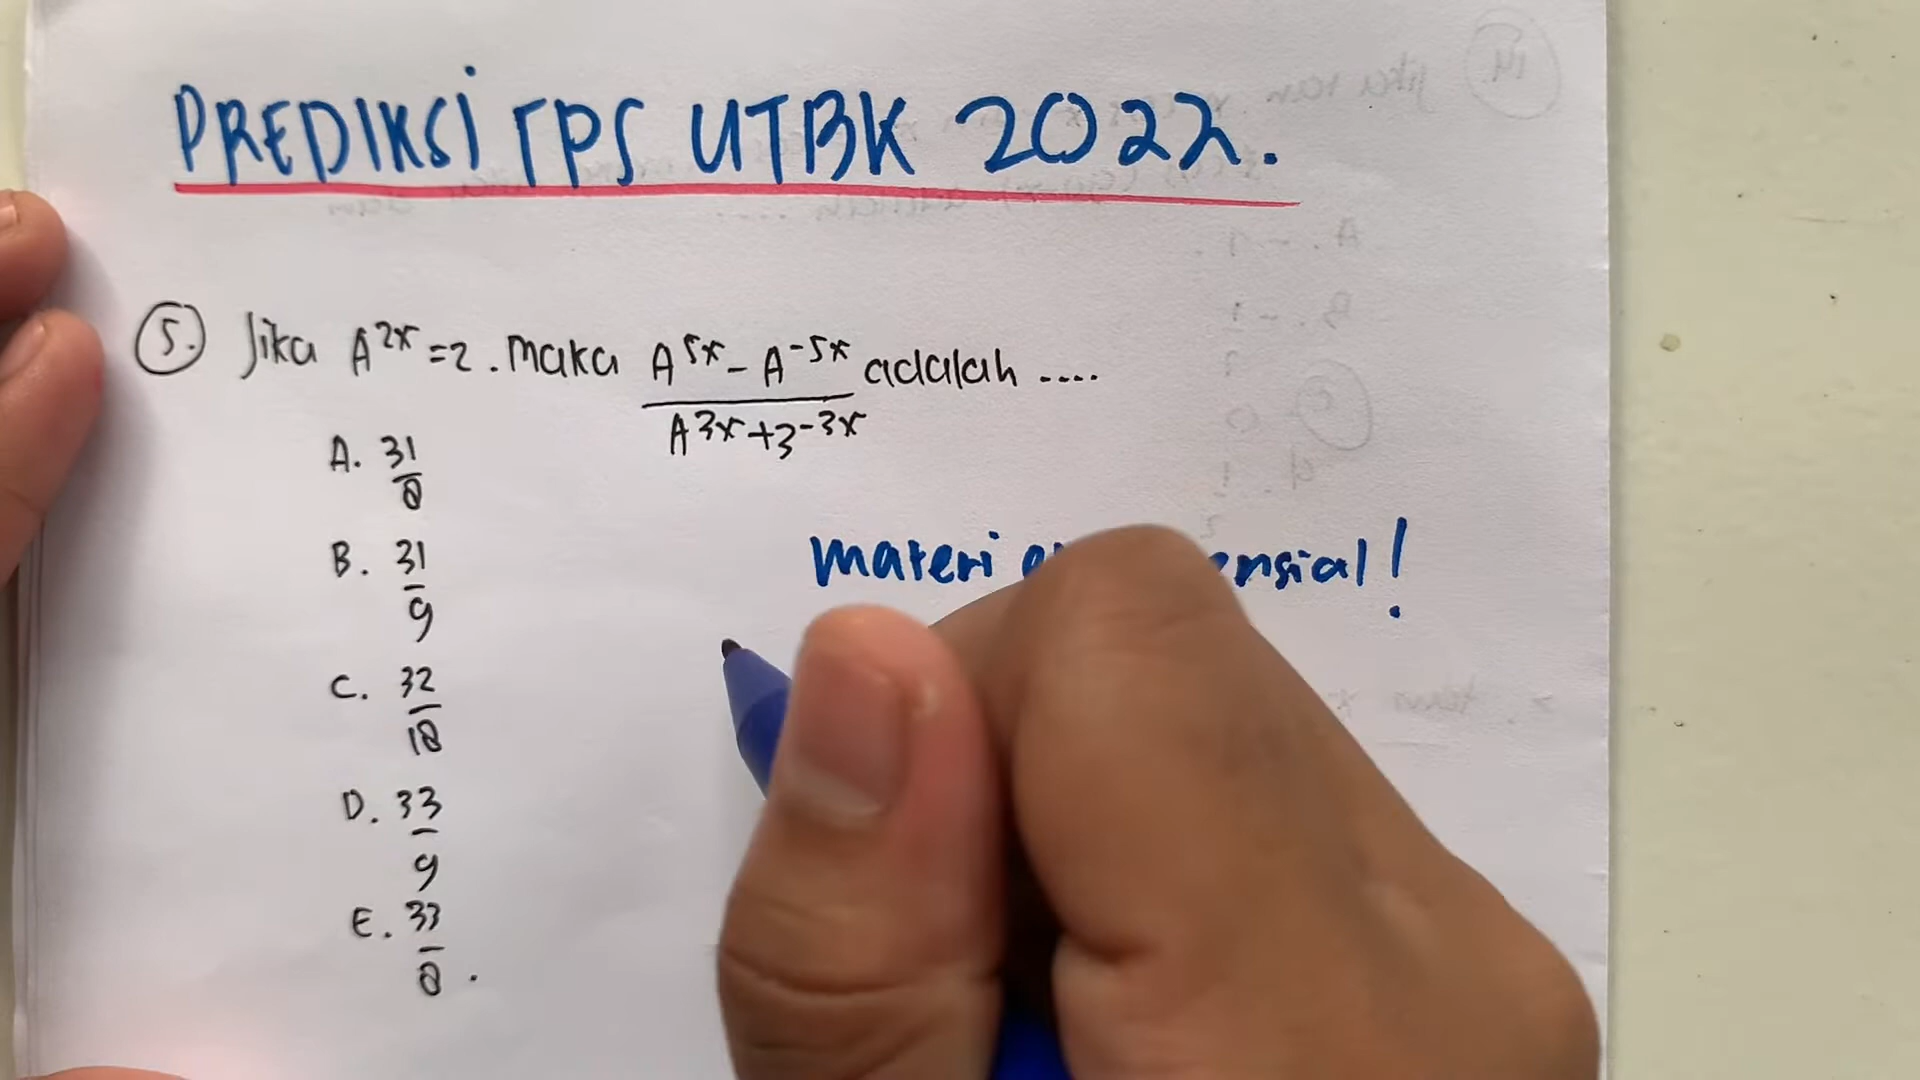 PREDIKSI TPS UTBK 2022.
5. Jika A^2x = 2. maka A^5x - A^-5x adalah ....
A^3x + 3^-3x
A. 31
8
B. 31
9
C. 32
18
D. 33
9
E. 33
8.
materi !